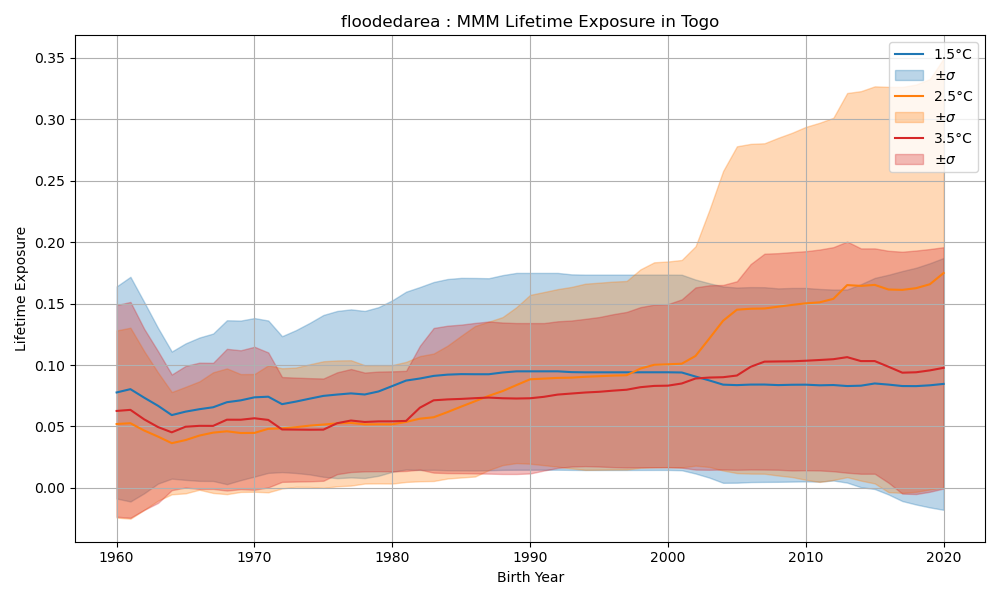 floodedarea : MMM Lifetime Exposure in Togo
0.35
0.30
0.25
0.20
0.15
0.10
0.05
0.00
Lifetime Exposure
1.5°C
±σ
2.5°C
±σ
3.5°C
±σ
1960 1970 1980 1990 2000 2010 2020
Birth Year